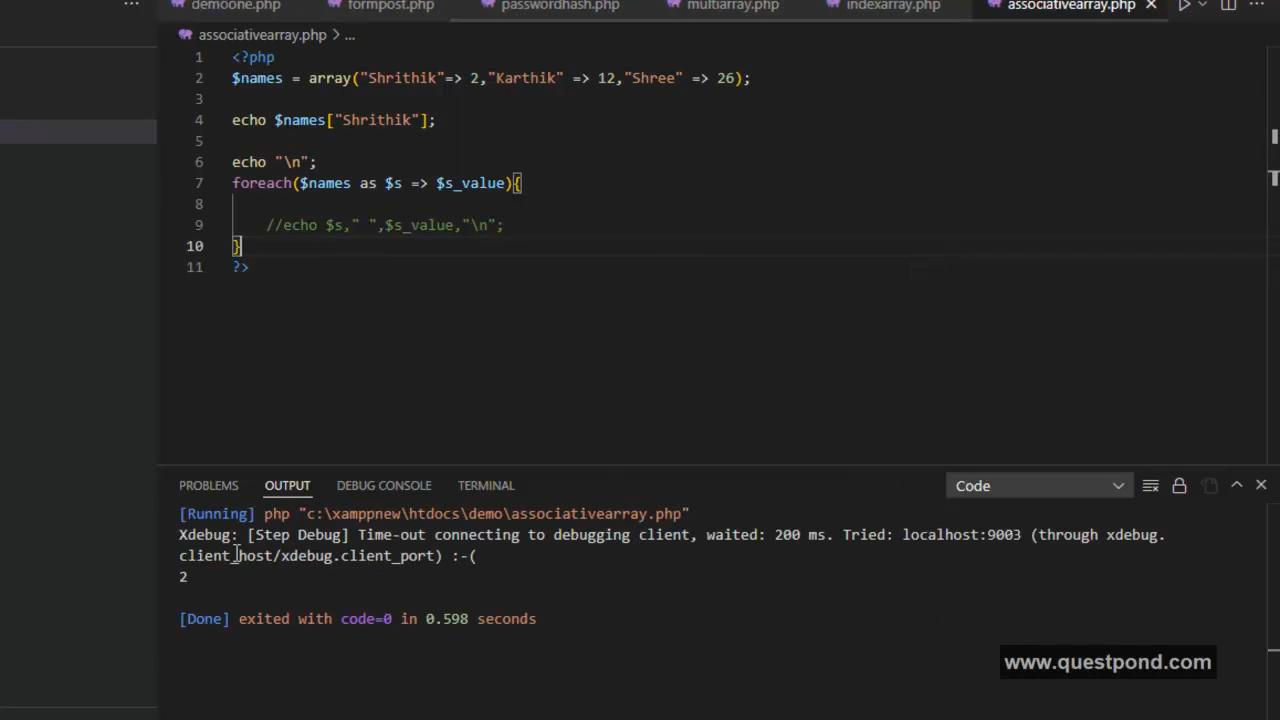 demoone.php formpost.php passwordhash.php multiarray.php indexarray.php associativearray.php
associativearray.php > ...
1 <?php
2 $names = array("Shrithik"=> 2,"Karthik" => 12,"Shree" => 26);
3
4 echo $names["Shrithik"];
5
6 echo "\n";
7 foreach($names as $s => $s_value){
8
9 //echo $s," ",$s_value,"\n";
10 }
11 ?>
PROBLEMS OUTPUT DEBUG CONSOLE TERMINAL Code
[Running] php "c:\xamppnew\htdocs\demo\associativearray.php"
Xdebug: [Step Debug] Time-out connecting to debugging client, waited: 200 ms. Tried: localhost:9003 (through xdebug.
client_host/xdebug.client_port) :-(
2
[Done] exited with code=0 in 0.598 seconds
www.questpond.com